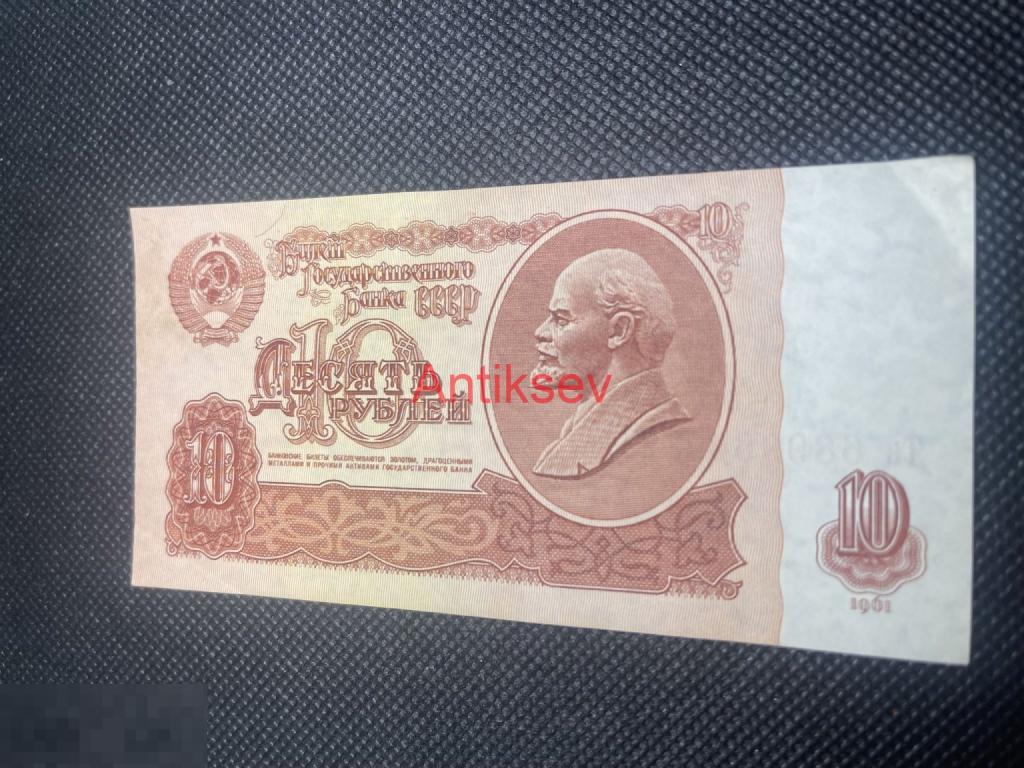 Билет
Государственного
Банка СССР
10
10
ДЕСЯТЬ
РУБЛЕЙ
Antiksev
БАНКОВСКИЕ БИЛЕТЫ ОБЕСПЕЧИВАЮТСЯ ЗОЛОТОМ, ДРАГОЦЕННЫМИ
МЕТАЛЛАМИ И ПРОЧИМИ АКТИВАМИ ГОСУДАРСТВЕННОГО БАНКА
10
10
1961